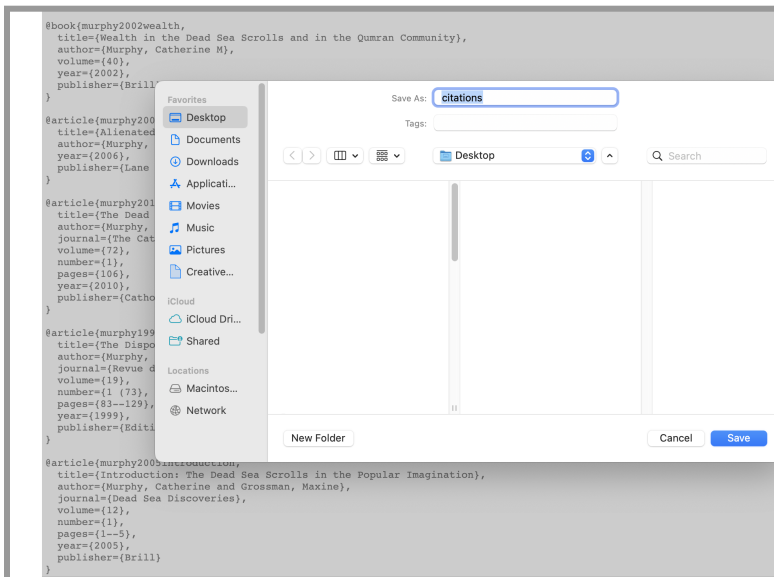 @book{murphy2002wealth,
title={Wealth in the Dead Sea Scrolls and in the Qumran Community},
author={Murphy, Catherine M},
volume={40},
year={2002},
publisher={Brill
}
@article{murphy200
title={Alienated
author={Murphy,
year={2006},
publisher={Lane
}
@article{murphy201
title={The Dead
author={Murphy,
journal={The Cat
volume={72},
number={1},
pages={106},
year={2010},
publisher={Catho
}
@article{murphy199
title={The Dispo
author={Murphy,
journal={Revue d
volume={19},
number={1 (73},
pages={83--129},
year={1999},
publisher={Editi
}
@article{murphy2005introduction,
title={Introduction: The Dead Sea Scrolls in the Popular Imagination},
author={Murphy, Catherine and Grossman, Maxine},
journal={Dead Sea Discoveries},
volume={12},
number={1},
pages={1--5},
year={2005},
publisher={Brill}
}
Favorites
Desktop
Documents
Downloads
Applicati...
Movies
Music
Pictures
Creative...
iCloud
iCloud Dri...
Shared
Locations
Macintos...
Network
Save As: citations
Tags:
Desktop
Search
New Folder
Cancel
Save